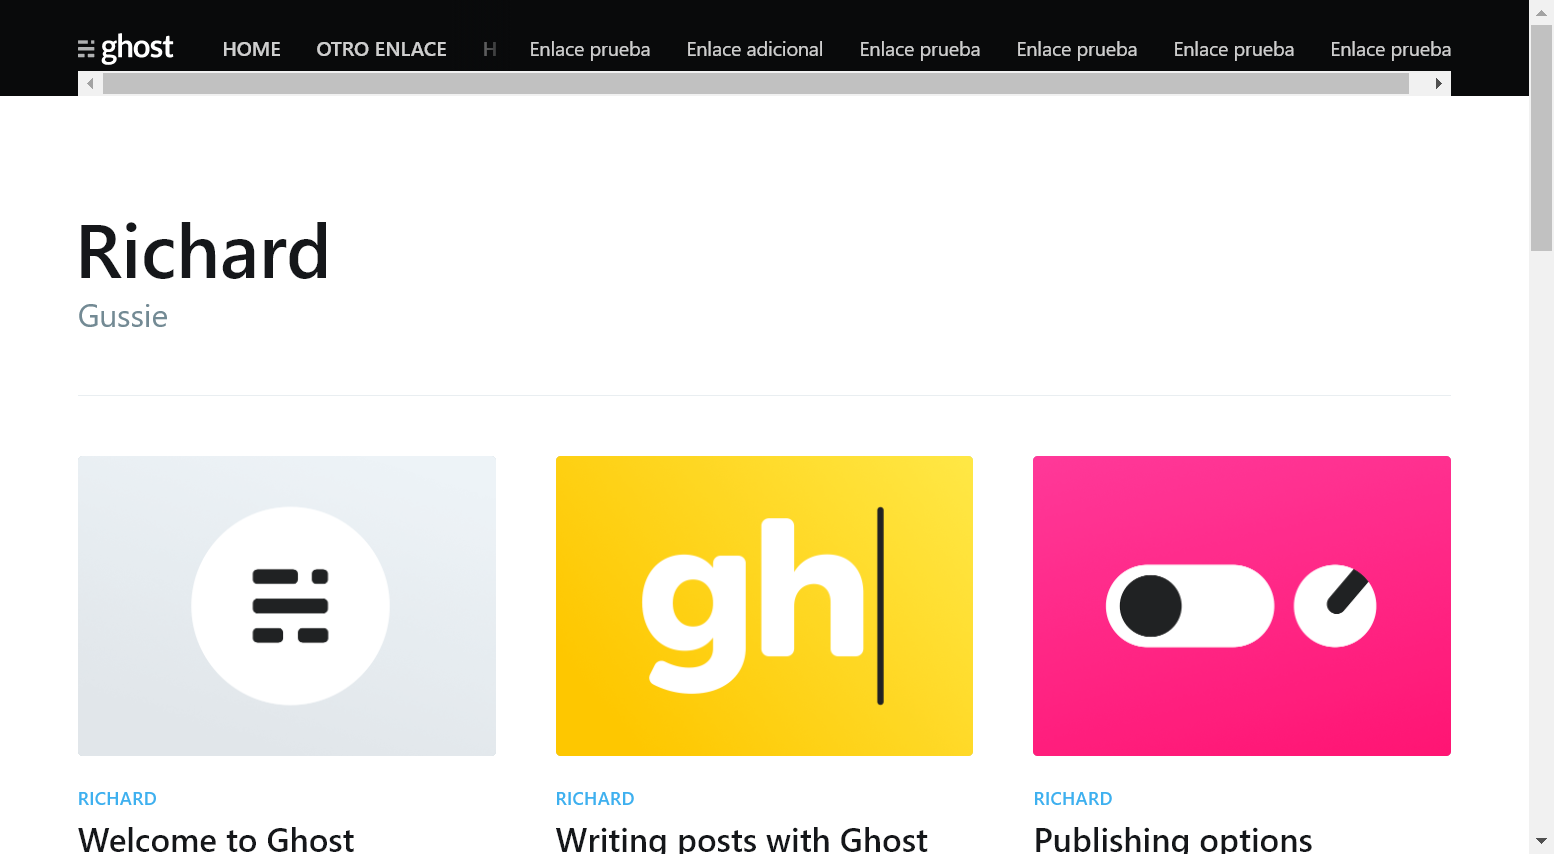 ghost HOME OTRO ENLACE H Enlace prueba Enlace adicional Enlace prueba Enlace prueba Enlace prueba Enlace prueba
Richard
Gussie
gh
RICHARD
Welcome to Ghost
RICHARD
Writing posts with Ghost
RICHARD
Publishing options